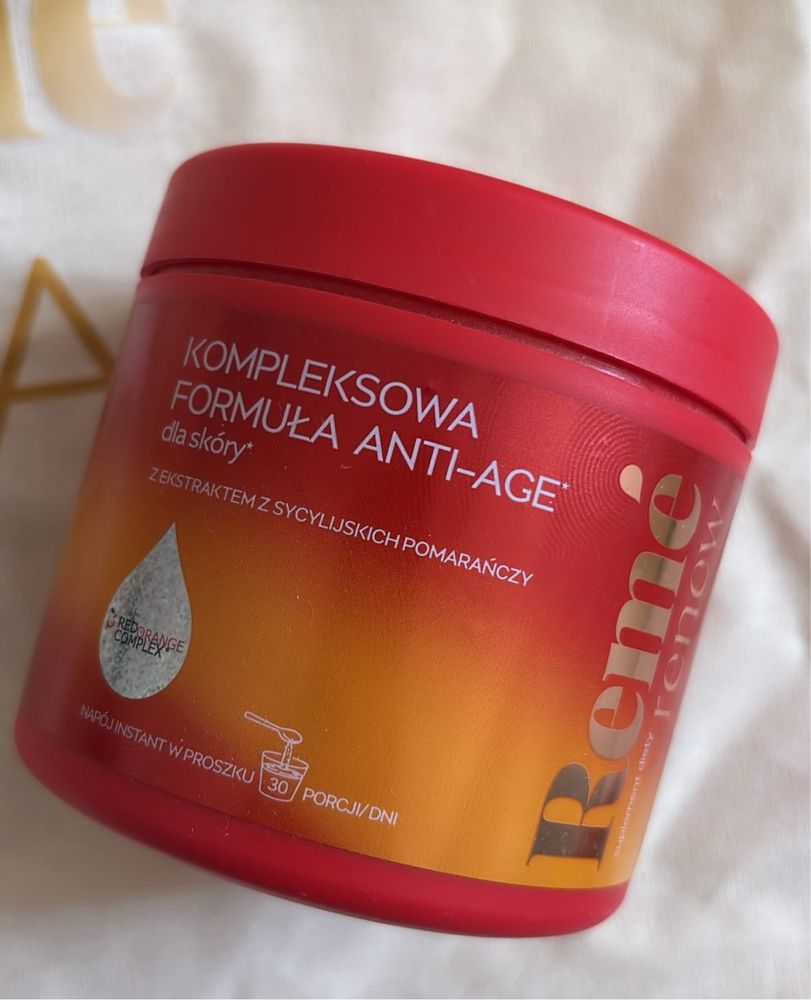 KOMPLEKSOWA
FORMUŁA ANTI-AGE*
dla skóry*
Z EKSTRAKTEM Z SYCYLIJSKICH POMARAŃCZY
REDORANGE
COMPLEX
NAPÓJ INSTANT W PROSZKU
30
PORCJI/DNI
Remé
renow
suplement diety
é
A